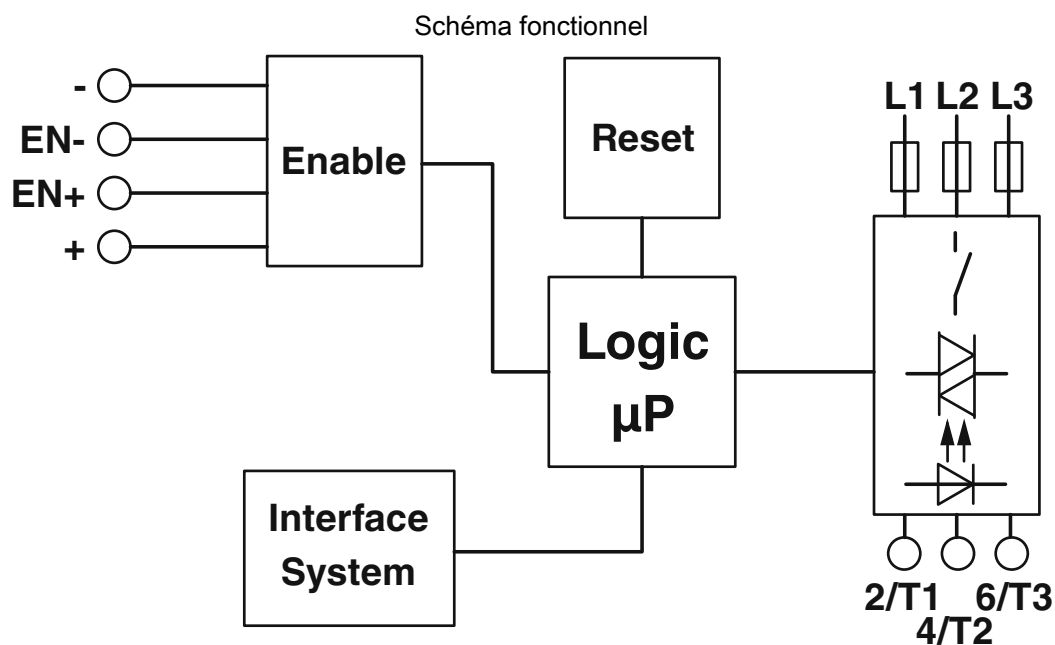 Schéma fonctionnel
-
EN-
EN+
+
Enable
Reset
L1 L2 L3
Logic
µP
Interface
System
2/T1 6/T3
4/T2